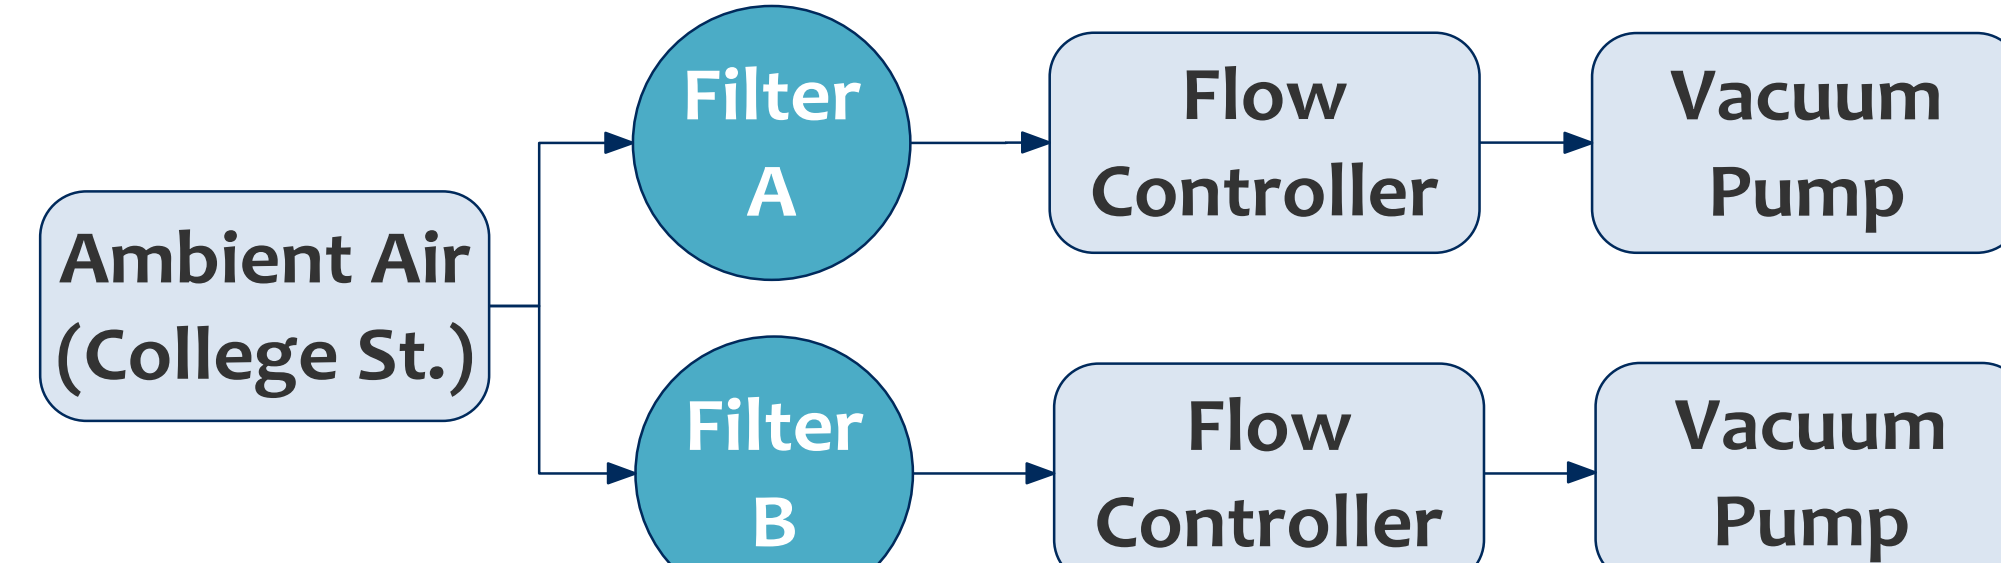 Ambient Air
(College St.)
Filter
A
Flow
Controller
Vacuum
Pump
Filter
B
Flow
Controller
Vacuum
Pump